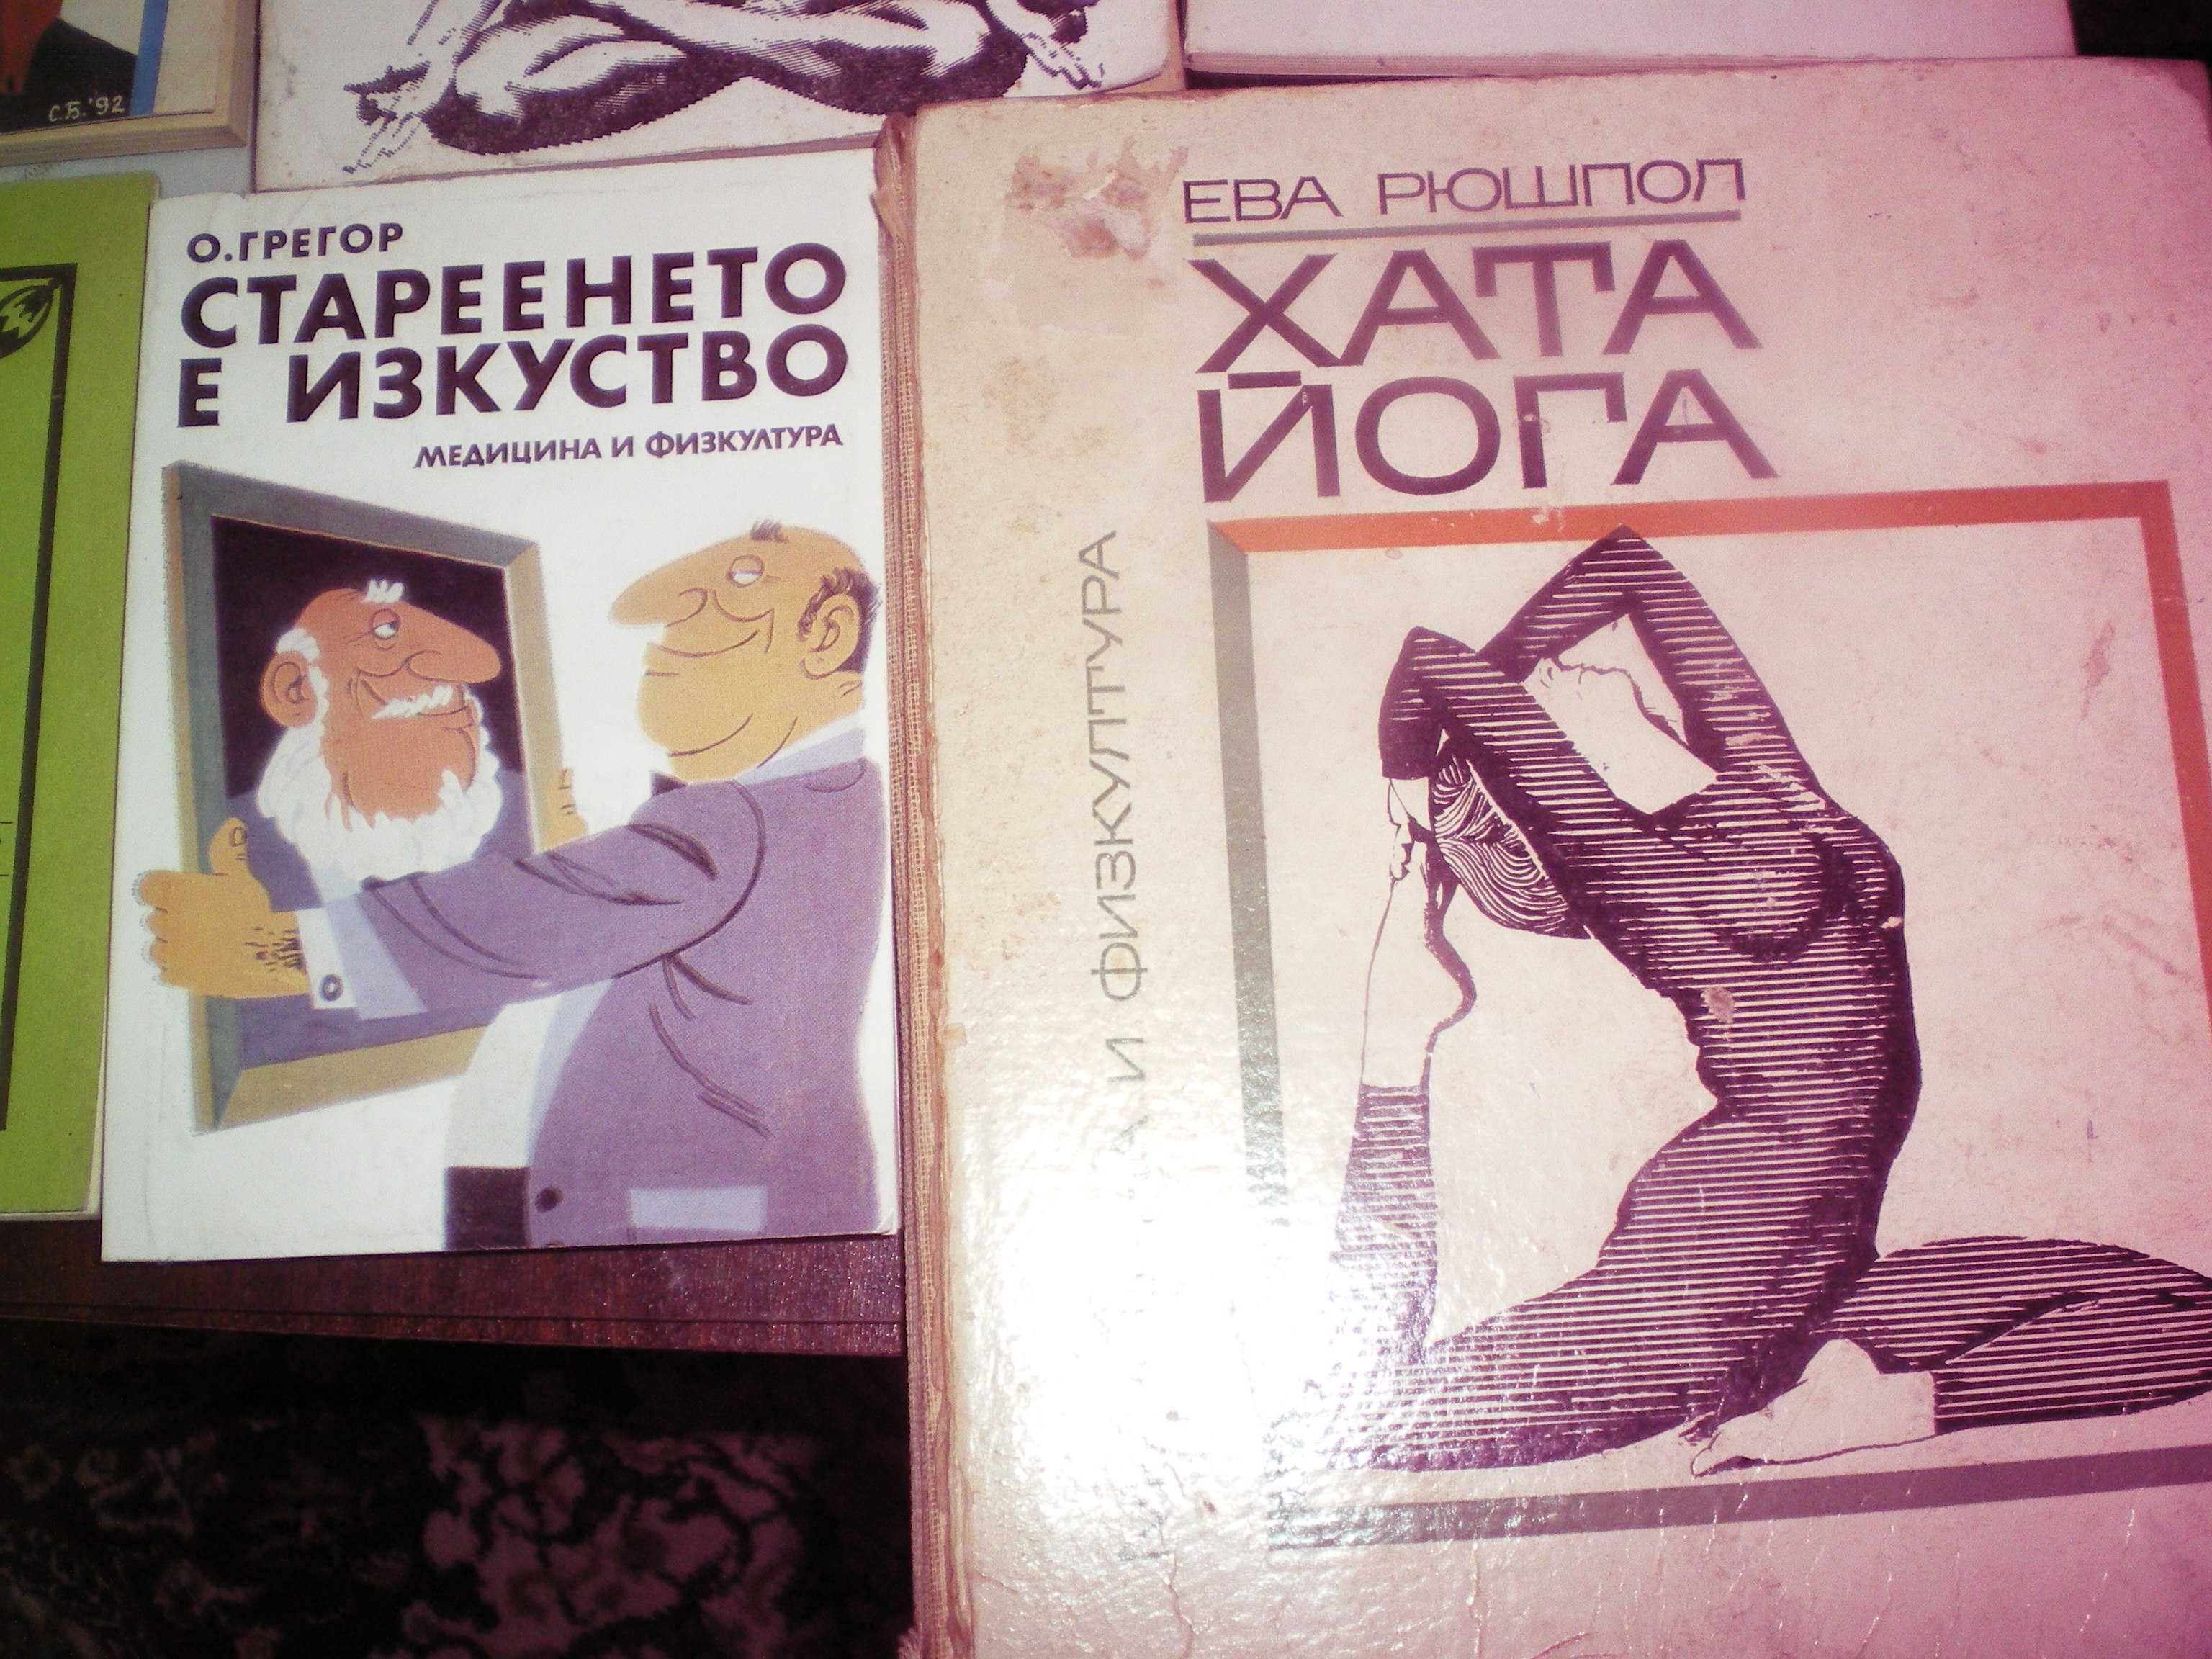 С.Б.'92
О.ГРЕГОР
СТАРЕЕНЕТО
Е ИЗКУСТВО
МЕДИЦИНА И ФИЗКУЛТУРА
ЕВА РЮШПОЛ
ХАТА
ЙОГА
И ФИЗКУЛТУРА